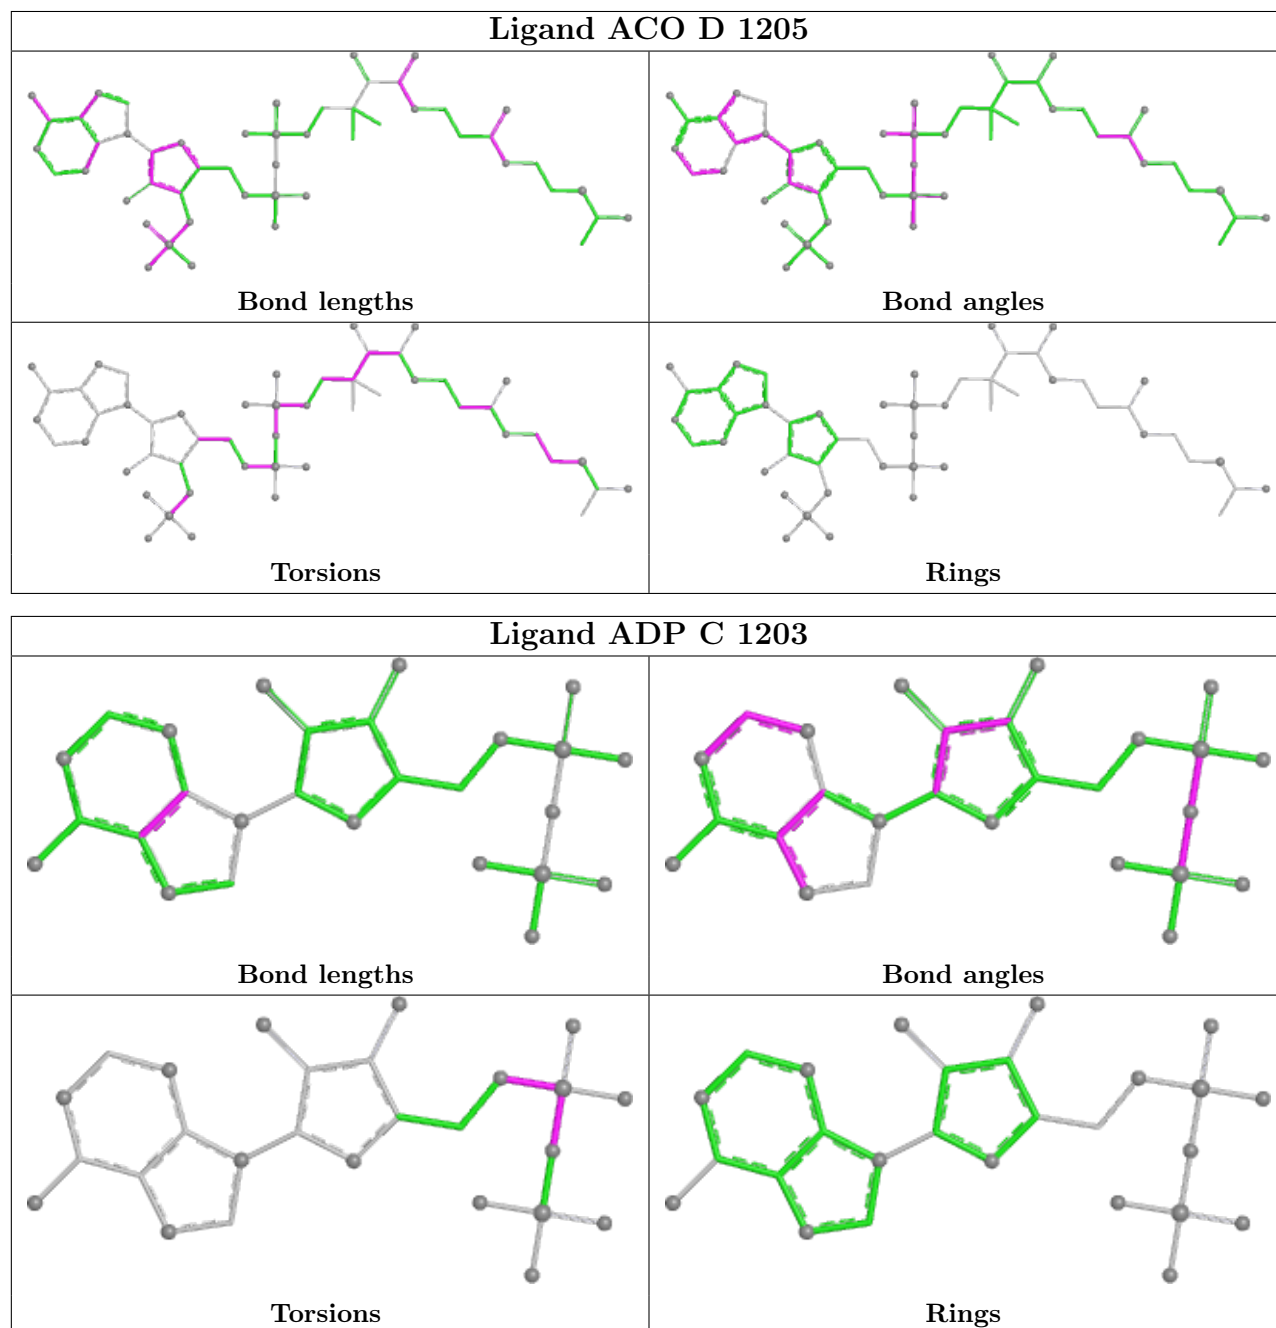 Ligand ACO D 1205
Bond lengths
Bond angles
Torsions
Rings
Ligand ADP C 1203
Bond lengths
Bond angles
Torsions
Rings